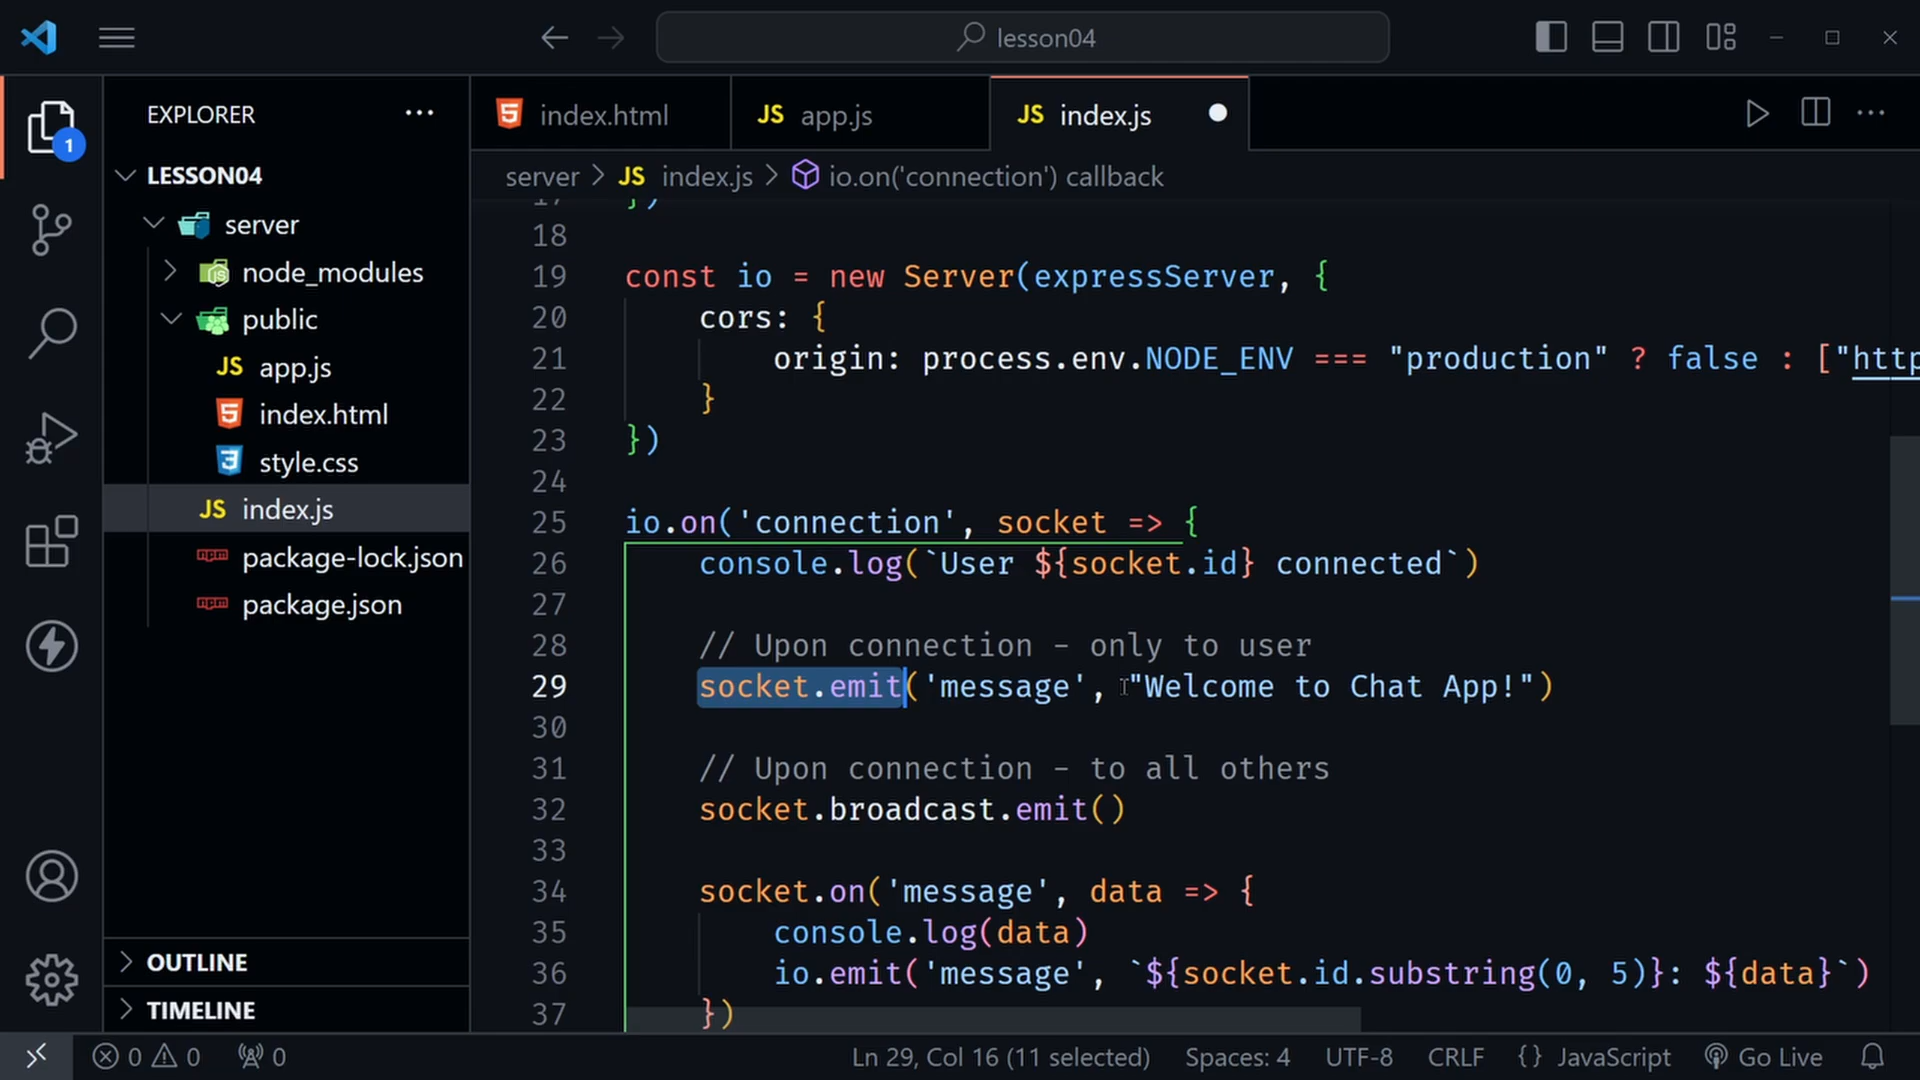 lesson04
EXPLORER
LESSON04
server
node_modules
public
JS app.js
index.html
style.css
JS index.js
package-lock.json
package.json
OUTLINE
TIMELINE
1
index.html
JS app.js
JS index.js
server > JS index.js > io.on('connection') callback
17 })
18
19 const io = new Server(expressServer, {
20 cors: {
21 origin: process.env.NODE_ENV === "production" ? false : ["http
22 }
23 })
24
25 io.on('connection', socket => {
26 console.log(`User ${socket.id} connected`)
27
28 // Upon connection - only to user
29 socket.emit('message', "Welcome to Chat App!")
30
31 // Upon connection - to all others
32 socket.broadcast.emit()
33
34 socket.on('message', data => {
35 console.log(data)
36 io.emit('message', `${socket.id.substring(0, 5)}: ${data}`)
37 })
0 0 0 Ln 29, Col 16 (11 selected) Spaces: 4 UTF-8 CRLF {} JavaScript Go Live